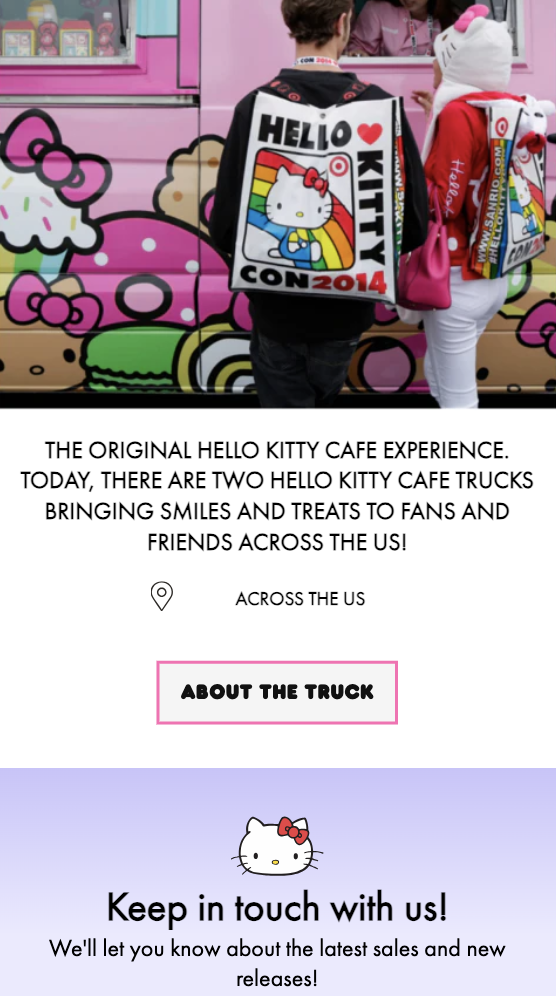 CON 2014
HELLO
KITTY
CON2014
Hello
WWW.SANRIO.COM
THE ORIGINAL HELLO KITTY CAFE EXPERIENCE.
TODAY, THERE ARE TWO HELLO KITTY CAFE TRUCKS
BRINGING SMILES AND TREATS TO FANS AND
FRIENDS ACROSS THE US!
ACROSS THE US
ABOUT THE TRUCK
Keep in touch with us!
We'll let you know about the latest sales and new
releases!